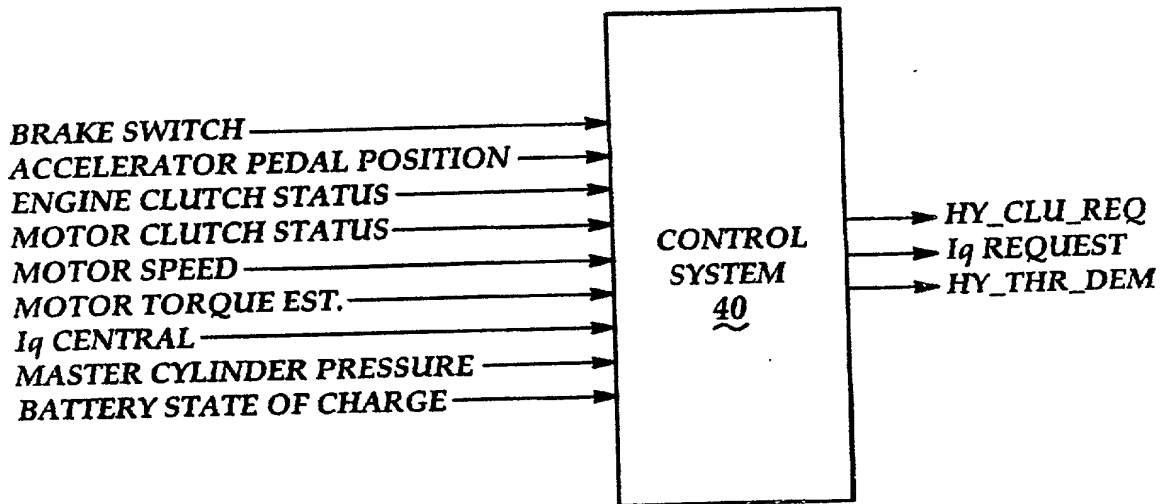 BRAKE SWITCH
ACCELERATOR PEDAL POSITION
ENGINE CLUTCH STATUS
MOTOR CLUTCH STATUS
MOTOR SPEED
MOTOR TORQUE EST.
Iq CENTRAL
MASTER CYLINDER PRESSURE
BATTERY STATE OF CHARGE
CONTROL
SYSTEM
40
HY_CLU_REQ
Iq REQUEST
HY_THR_DEM